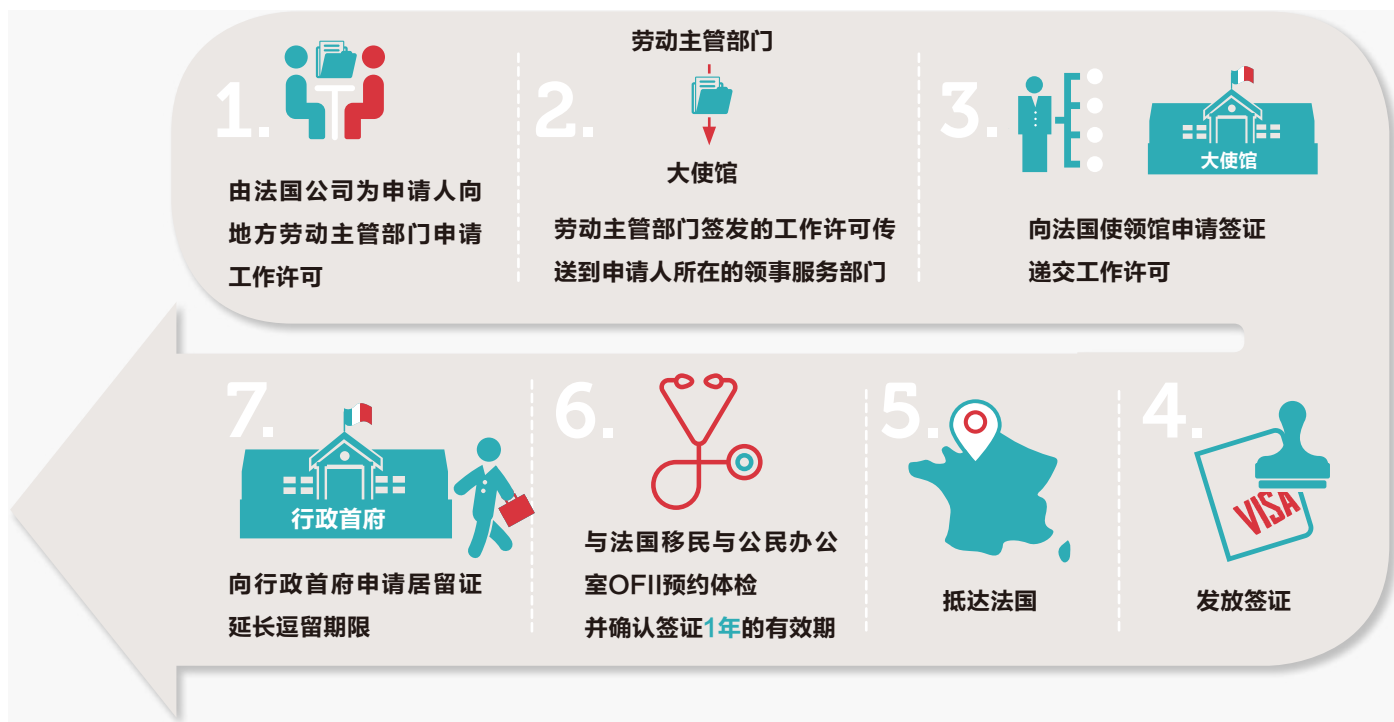 1.
由法国公司为申请人向
地方劳动主管部门申请
工作许可
2.
劳动主管部门
大使馆
劳动主管部门签发的工作许可传
送到申请人所在的领事服务部门
3.
大使馆
向法国使领馆申请签证
递交工作许可
4.
VISA
发放签证
5.
抵达法国
6.
与法国移民与公民办公
室OFII预约体检
并确认签证1年的有效期
7.
行政首府
向行政首府申请居留证
延长逗留期限